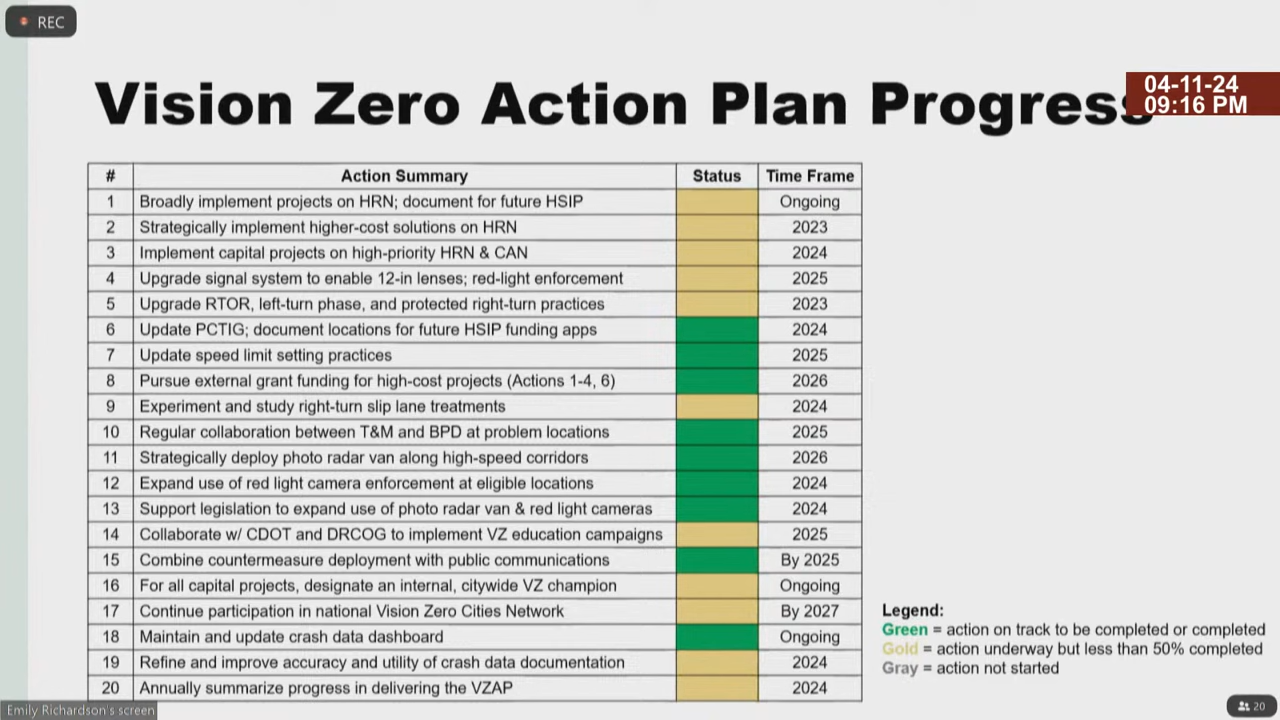 REC
04-11-24
09:16 PM
Vision Zero Action Plan Progress
# Action Summary Status Time Frame
1 Broadly implement projects on HRN; document for future HSIP Ongoing
2 Strategically implement higher-cost solutions on HRN 2023
3 Implement capital projects on high-priority HRN & CAN 2024
4 Upgrade signal system to enable 12-in lenses; red-light enforcement 2025
5 Upgrade RTOR, left-turn phase, and protected right-turn practices 2023
6 Update PCTIG; document locations for future HSIP funding apps 2024
7 Update speed limit setting practices 2025
8 Pursue external grant funding for high-cost projects (Actions 1-4, 6) 2026
9 Experiment and study right-turn slip lane treatments 2024
10 Regular collaboration between T&M and BPD at problem locations 2025
11 Strategically deploy photo radar van along high-speed corridors 2026
12 Expand use of red light camera enforcement at eligible locations 2024
13 Support legislation to expand use of photo radar van & red light cameras 2024
14 Collaborate w/ CDOT and DRCOG to implement VZ education campaigns 2025
15 Combine countermeasure deployment with public communications By 2025
16 For all capital projects, designate an internal, citywide VZ champion Ongoing
17 Continue participation in national Vision Zero Cities Network By 2027
18 Maintain and update crash data dashboard Ongoing
19 Refine and improve accuracy and utility of crash data documentation 2024
20 Annually summarize progress in delivering the VZAP 2024
Legend:
Green = action on track to be completed or completed
Gold = action underway but less than 50% completed
Gray = action not started
Emily Richardson's screen
20